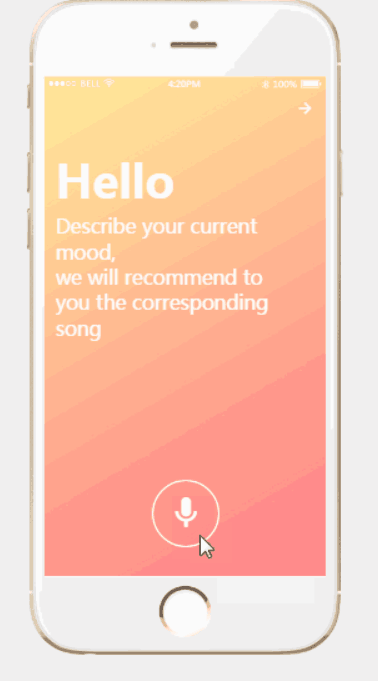 BELL 4:20PM 100%
Hello
Describe your current
mood,
we will recommend to
you the corresponding
song